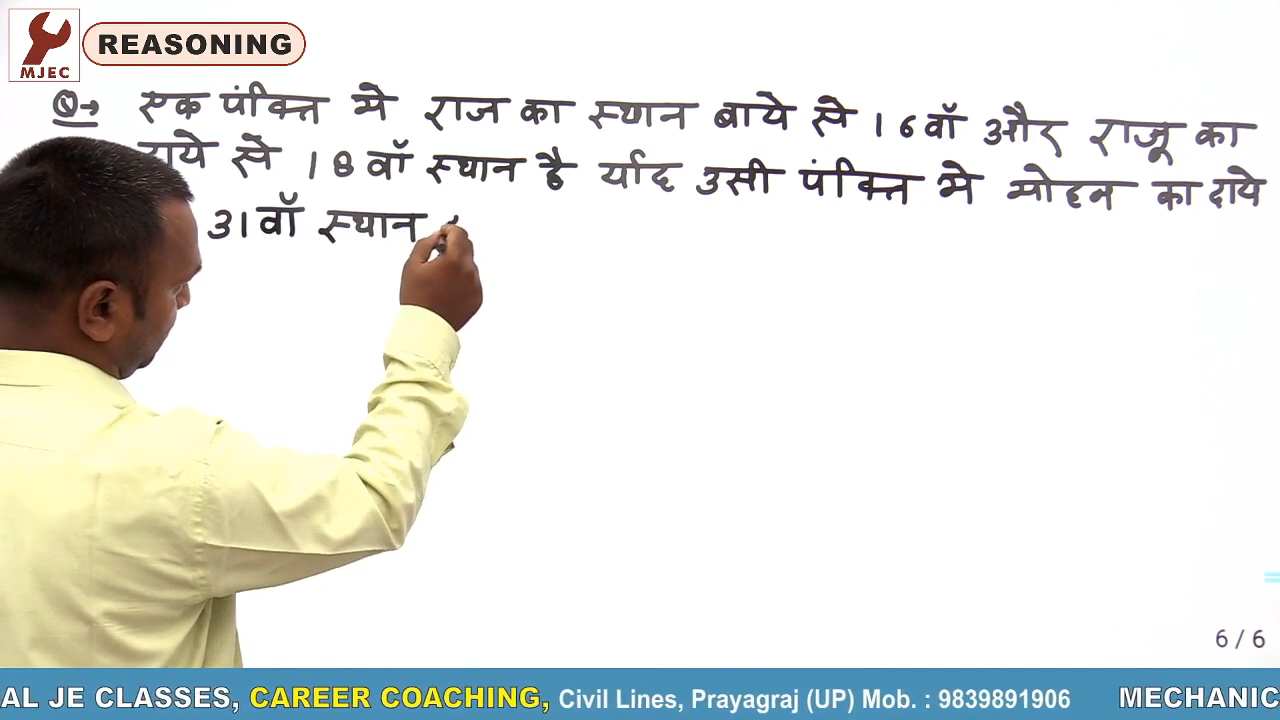 MJEC
REASONING
Q→ एक पंक्ति मे राज का स्थान बाये से 16वाँ और राजू का
दाये से 18वाँ स्थान है यदि उसी पंक्ति मे मोहन का दाये
31वाँ स्थान
6 / 6
AL JE CLASSES, CAREER COACHING, Civil Lines, Prayagraj (UP) Mob. : 9839891906 MECHANIC